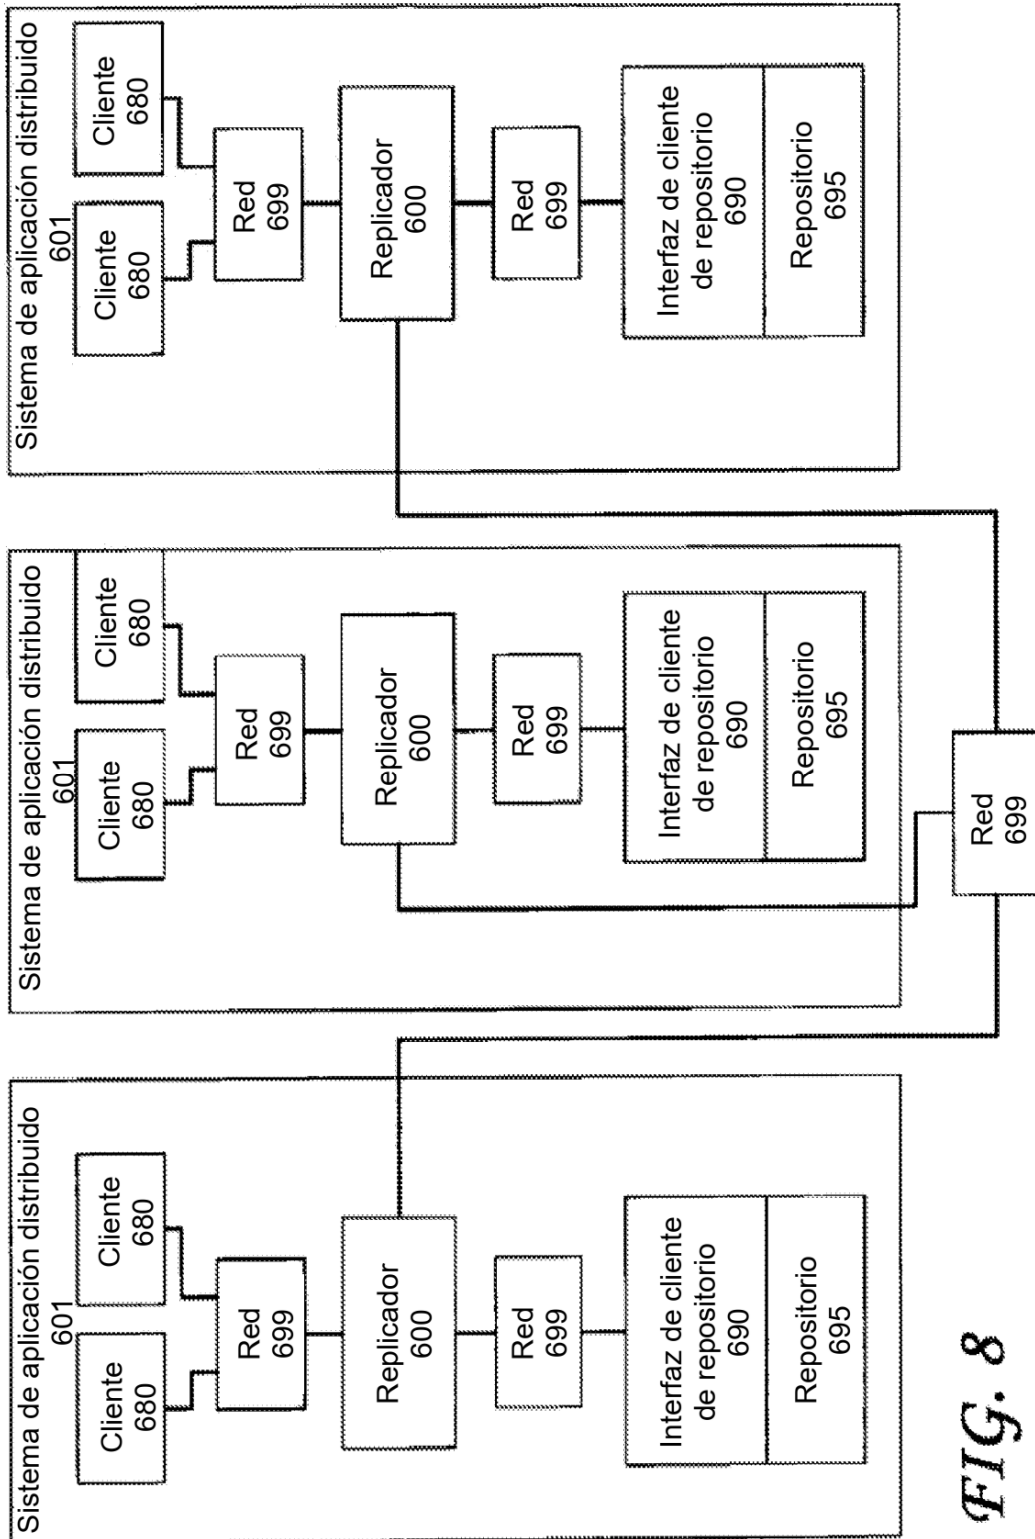 Sistema de aplicación distribuido
601
Cliente
680
Cliente
680
Red
699
Replicador
600
Red
699
Interfaz de cliente
de repositorio
690
Repositorio
695
Sistema de aplicación distribuido
601
Cliente
680
Cliente
680
Red
699
Replicador
600
Red
699
Interfaz de cliente
de repositorio
690
Repositorio
695
Sistema de aplicación distribuido
601
Cliente
680
Cliente
680
Red
699
Replicador
600
Red
699
Interfaz de cliente
de repositorio
690
Repositorio
695
Red
699
FIG. 8